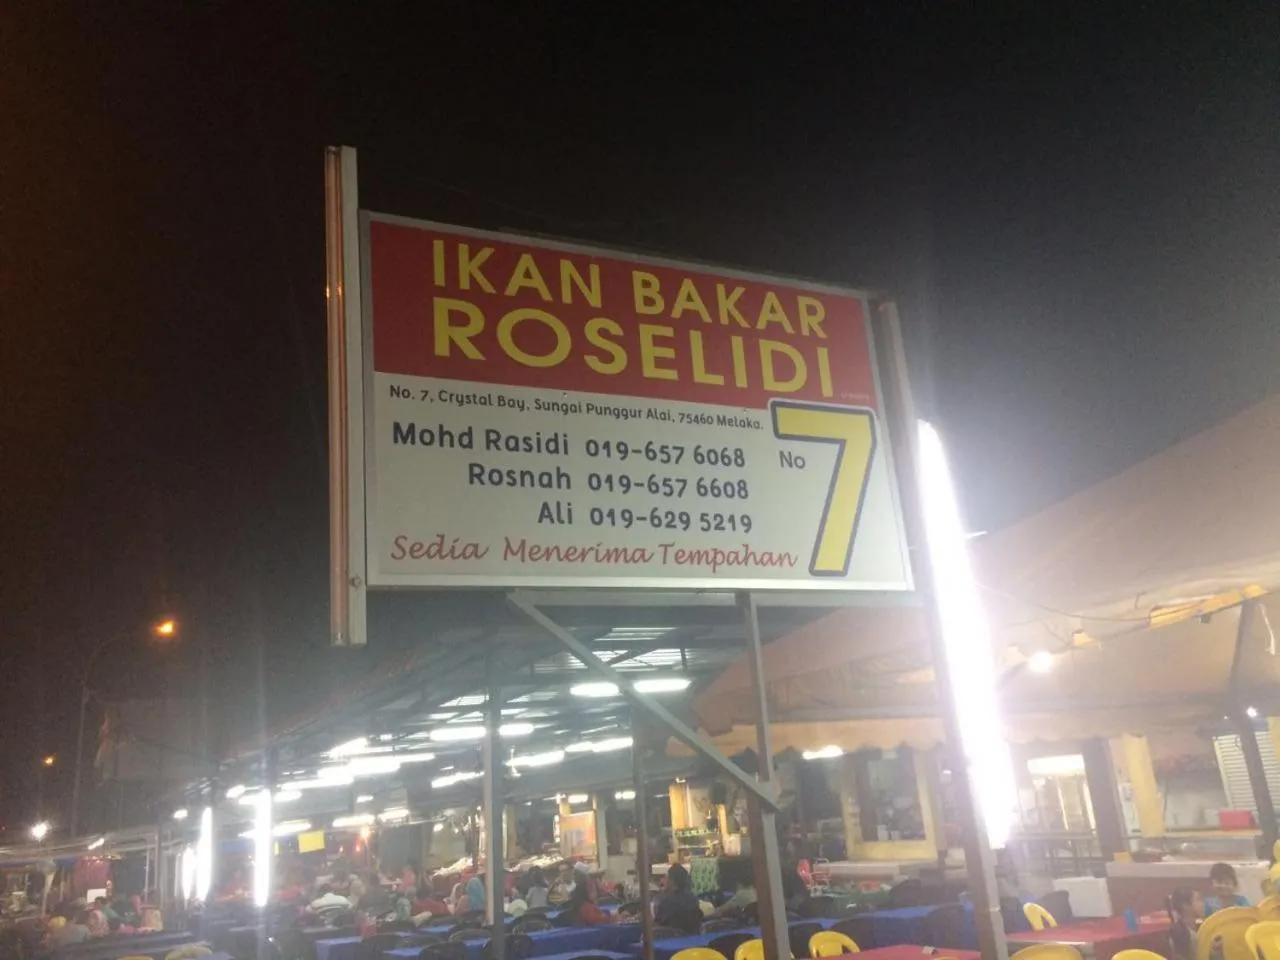 IKAN BAKAR
ROSELIDI
No. 7, Crystal Bay, Sungai Punggur Alai, 75460 Melaka.
Mohd Rasidi 019-657 6068
Rosnah 019-657 6608
Ali 019-629 5219
No 7
Sedia Menerima Tempahan